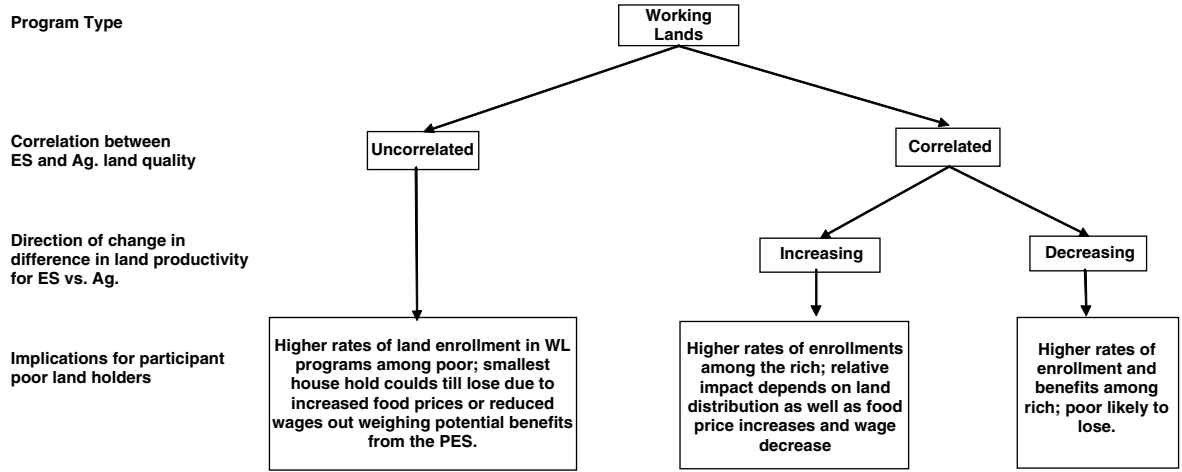 Program Type
Working
Lands
Correlation between
ES and Ag. land quality
Uncorrelated
Correlated
Direction of change in
difference in land productivity
for ES vs. Ag.
Increasing
Decreasing
Implications for participant
poor land holders
Higher rates of land enrollment in WL
programs among poor; smallest
house hold coulds till lose due to
increased food prices or reduced
wages out weighing potential benefits
from the PES.
Higher rates of enrollments
among the rich; relative
impact depends on land
distribution as well as food
price increases and wage
decrease
Higher rates of
enrollment and
benefits among
rich; poor likely to
lose.